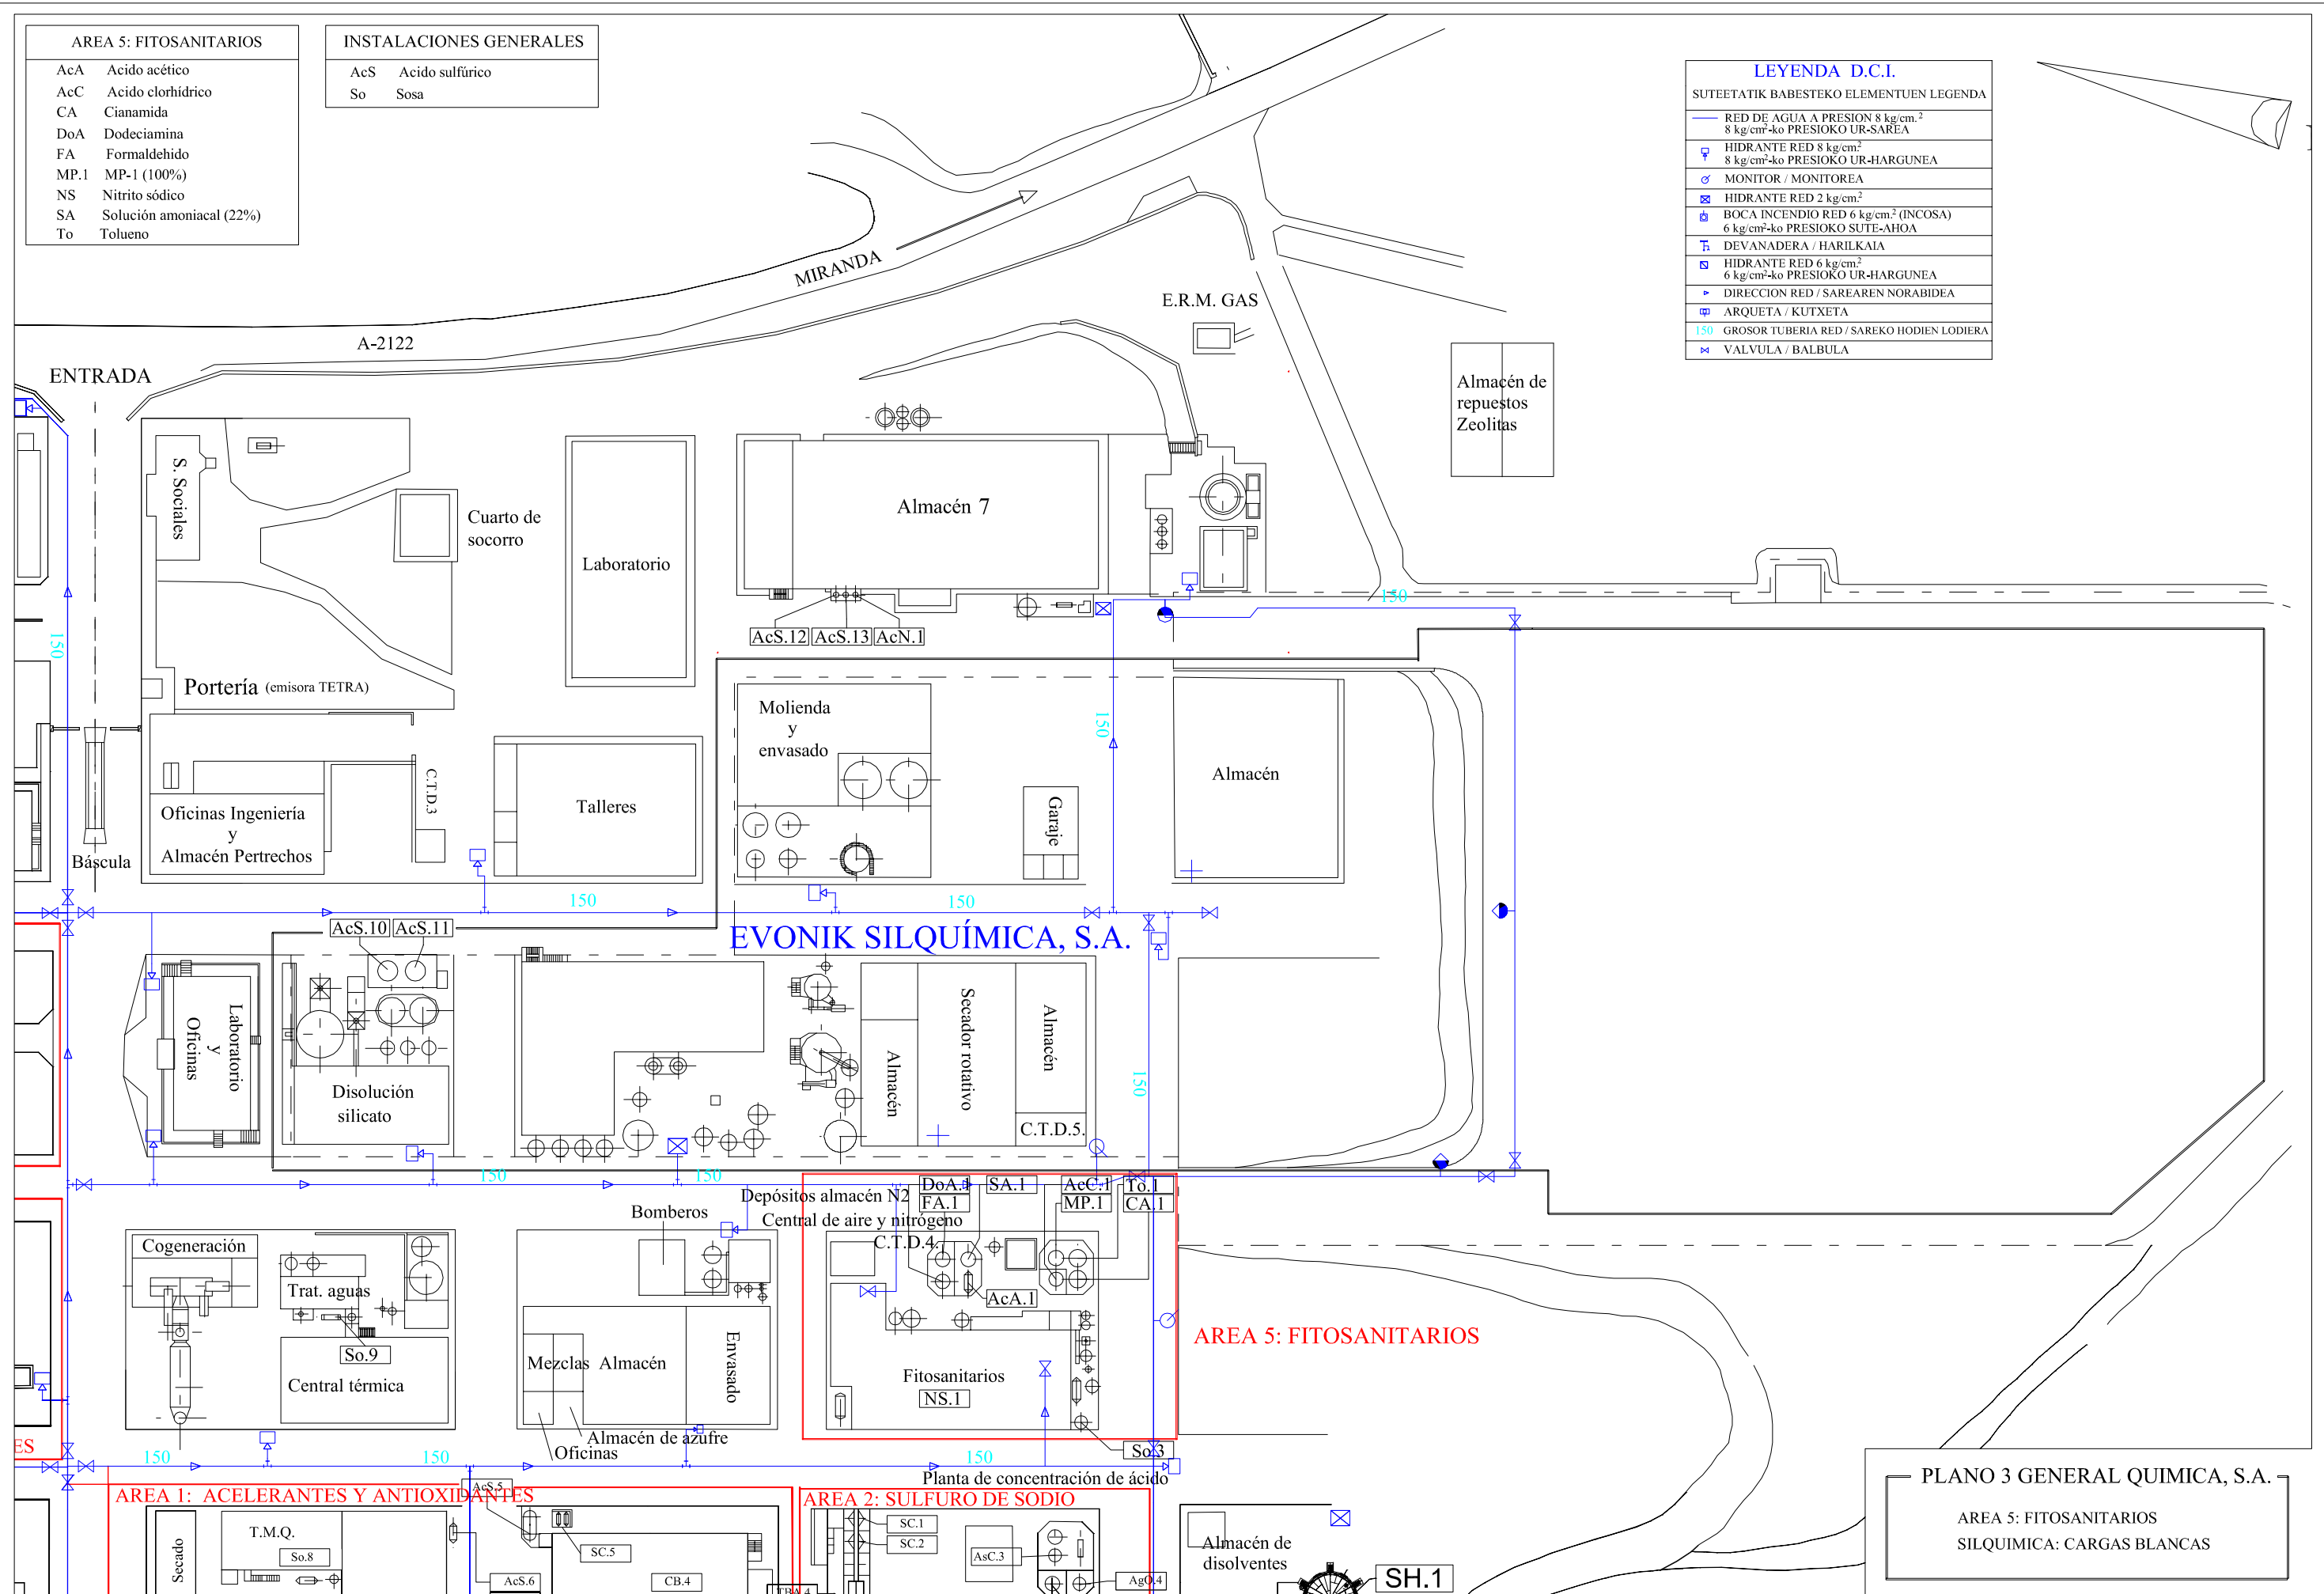 AREA 5: FITOSANITARIOS
AcA Acido acético
AcC Acido clorhídrico
CA Cianamida
DoA Dodeciamina
FA Formaldehido
MP.1 MP-1 (100%)
NS Nitrito sódico
SA Solución amoniacal (22%)
To Tolueno
INSTALACIONES GENERALES
AcS Acido sulfúrico
So Sosa
LEYENDA D.C.I.
SUTEETATIK BABESTEKO ELEMENTUEN LEGENDA
RED DE AGUA A PRESION 8 kg/cm.²
8 kg/cm²-ko PRESIOKO UR-SAREA
HIDRANTE RED 8 kg/cm.²
8 kg/cm²-ko PRESIOKO UR-HARGUNEA
MONITOR / MONITOREA
HIDRANTE RED 2 kg/cm.²
BOCA INCENDIO RED 6 kg/cm.² (INCOSA)
6 kg/cm²-ko PRESIOKO SUTE-AHOA
DEVANADERA / HARILKAIA
HIDRANTE RED 6 kg/cm.²
6 kg/cm²-ko PRESIOKO UR-HARGUNEA
DIRECCION RED / SAREAREN NORABIDEA
ARQUETA / KUTXETA
150 GROSOR TUBERIA RED / SAREKO HODIEN LODIERA
VALVULA / BALBULA
MIRANDA
A-2122
E.R.M. GAS
ENTRADA
Almacén de
repuestos
Zeolitas
S. Sociales
Cuarto de
socorro
Laboratorio
Almacén 7
150
AcS.12 AcS.13 AcN.1
150
Portería (emisora TETRA)
Molienda
y
envasado
150
Almacén
C.T.D.3
Talleres
Garaje
Oficinas Ingeniería
y
Almacén Pertrechos
Báscula
150
150
AcS.10 AcS.11
EVONIK SILQUÍMICA, S.A.
Laboratorio
y
Oficinas
Disolución
silicato
Almacén
Secador rotativo
Almacén
C.T.D.5.
150
150
150
Depósitos almacén N2
Central de aire y nitrógeno
C.T.D.4.
DoA.1 SA.1 AcC.1 To.1
FA.1 MP.1 CA.1
Bomberos
Cogeneración
Trat. aguas
AcA.1
So.9
Central térmica
Mezclas Almacén
Envasado
Fitosanitarios
NS.1
AREA 5: FITOSANITARIOS
Almacén de azufre
Oficinas
So.3
ES
150
150
150
Planta de concentración de ácido
AREA 1: ACELERANTES Y ANTIOXIDANTES
AcS.5
AREA 2: SULFURO DE SODIO
Secado
T.M.Q.
So.8
SC.5
AcS.6
CB.4
TBA.4
SC.1
SC.2
AsC.3
AgO.4
Almacén de
disolventes
SH.1
PLANO 3 GENERAL QUIMICA, S.A.
AREA 5: FITOSANITARIOS
SILQUIMICA: CARGAS BLANCAS